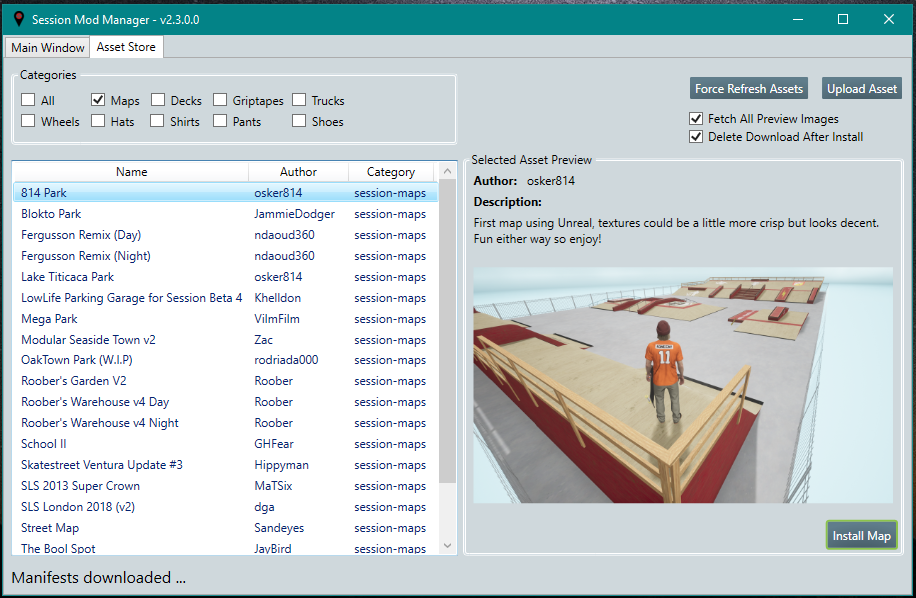 Session Mod Manager - v2.3.0.0
Main Window Asset Store
Categories
All Maps Decks Griptapes Trucks
Wheels Hats Shirts Pants Shoes
Force Refresh Assets Upload Asset
Fetch All Preview Images
Delete Download After Install
Name Author Category
814 Park osker814 session-maps
Blokto Park JammieDodger session-maps
Fergusson Remix (Day) ndaoud360 session-maps
Fergusson Remix (Night) ndaoud360 session-maps
Lake Titicaca Park osker814 session-maps
LowLife Parking Garage for Session Beta 4 Khelldon session-maps
Mega Park VilmFilm session-maps
Modular Seaside Town v2 Zac session-maps
OakTown Park (W.I.P) rodriada000 session-maps
Roober's Garden V2 Roober session-maps
Roober's Warehouse v4 Day Roober session-maps
Roober's Warehouse v4 Night Roober session-maps
School II GHFear session-maps
Skatestreet Ventura Update #3 Hippyman session-maps
SLS 2013 Super Crown MaTSix session-maps
SLS London 2018 (v2) dga session-maps
Street Map Sandeyes session-maps
The Bool Spot JayBird session-maps
Selected Asset Preview
Author: osker814
Description:
First map using Unreal, textures could be a little more crisp but looks decent.
Fun either way so enjoy!
11
Install Map
Manifests downloaded ...